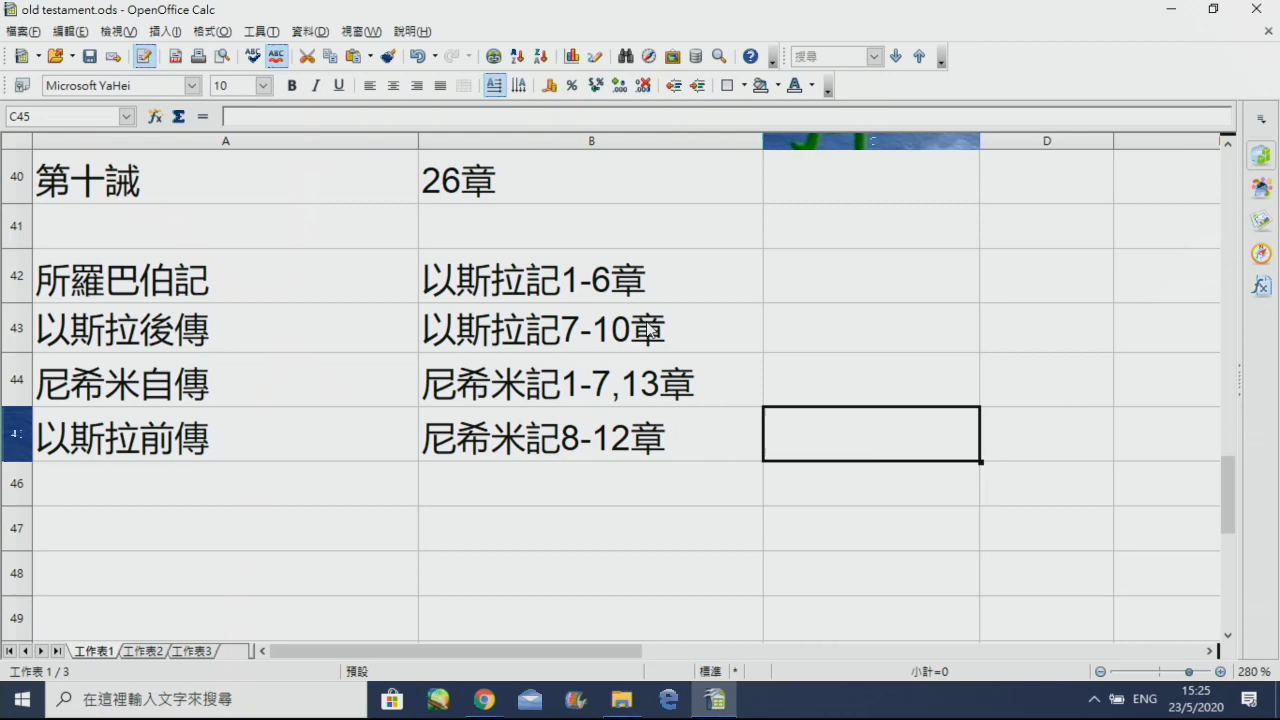 old testament.ods - OpenOffice Calc
檔案(F) 編輯(E) 檢視(V) 插入(I) 格式(O) 工具(T) 資料(D) 視窗(W) 說明(H)
搜尋
Microsoft YaHei 10
C45
A B C D
40 第十誡 26章
41
42 所羅巴伯記 以斯拉記1-6章
43 以斯拉後傳 以斯拉記7-10章
44 尼希米自傳 尼希米記1-7,13章
以斯拉前傳 尼希米記8-12章
46
47
48
49
工作表1 工作表2 工作表3
工作表 1 / 3 預設 標準 * 小計=0 280 %
在這裡輸入文字來搜尋 ENG 15:25
23/5/2020